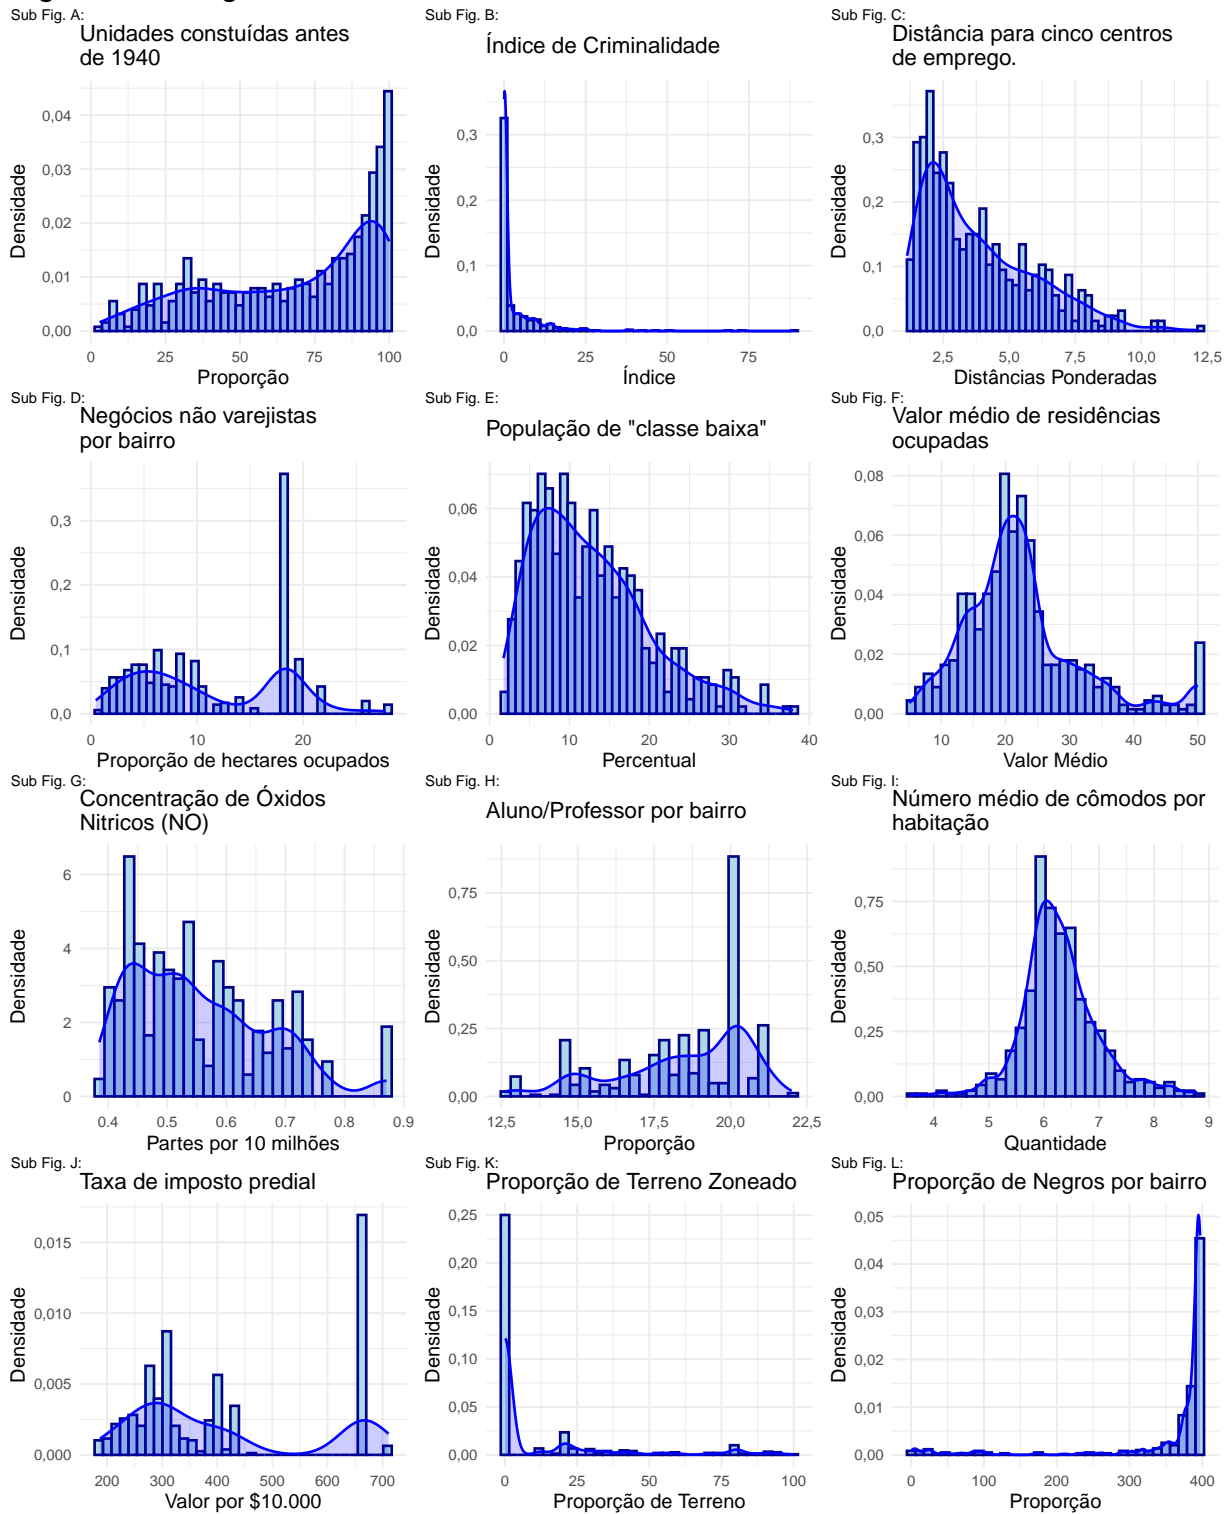 Sub Fig. A:
Unidades constuídas antes
de 1940
Densidade
0,04
0,03
0,02
0,01
0,00
0 25 50 75 100
Proporção
Sub Fig. B:
Índice de Criminalidade
Densidade
0,3
0,2
0,1
0,0
0 25 50 75
Índice
Sub Fig. C:
Distância para cinco centros
de emprego.
Densidade
0,3
0,2
0,1
0,0
2,5 5,0 7,5 10,0 12,5
Distâncias Ponderadas
Sub Fig. D:
Negócios não varejistas
por bairro
Densidade
0,3
0,2
0,1
0,0
0 10 20
Proporção de hectares ocupados
Sub Fig. E:
População de "classe baixa"
Densidade
0,06
0,04
0,02
0,00
0 10 20 30 40
Percentual
Sub Fig. F:
Valor médio de residências
ocupadas
Densidade
0,08
0,06
0,04
0,02
0,00
10 20 30 40 50
Valor Médio
Sub Fig. G:
Concentração de Óxidos
Nitricos (NO)
Densidade
6
4
2
0
0.4 0.5 0.6 0.7 0.8 0.9
Partes por 10 milhões
Sub Fig. H:
Aluno/Professor por bairro
Densidade
0,75
0,50
0,25
0,00
12,5 15,0 17,5 20,0 22,5
Proporção
Sub Fig. I:
Número médio de cômodos por
habitação
Densidade
0,75
0,50
0,25
0,00
4 5 6 7 8 9
Quantidade
Sub Fig. J:
Taxa de imposto predial
Densidade
0,015
0,010
0,005
0,000
200 300 400 500 600 700
Valor por $10.000
Sub Fig. K:
Proporção de Terreno Zoneado
Densidade
0,25
0,20
0,15
0,10
0,05
0,00
0 25 50 75 100
Proporção de Terreno
Sub Fig. L:
Proporção de Negros por bairro
Densidade
0,05
0,04
0,03
0,02
0,01
0,00
0 100 200 300 400
Proporção